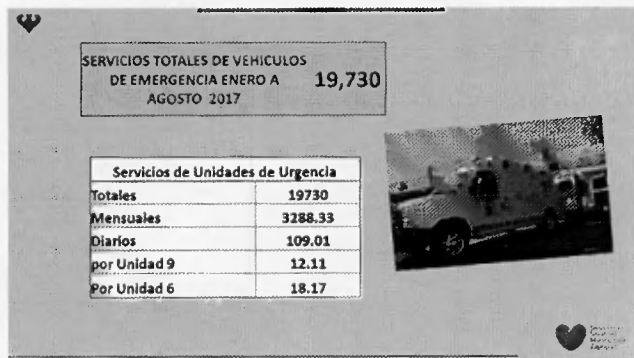 SERVICIOS TOTALES DE VEHICULOS
DE EMERGENCIA ENERO A
AGOSTO 2017
19,730
Servicios de Unidades de Urgencia
Totales 19730
Mensuales 3288.33
Diarios 109.01
por Unidad 9 12.11
Por Unidad 6 18.17